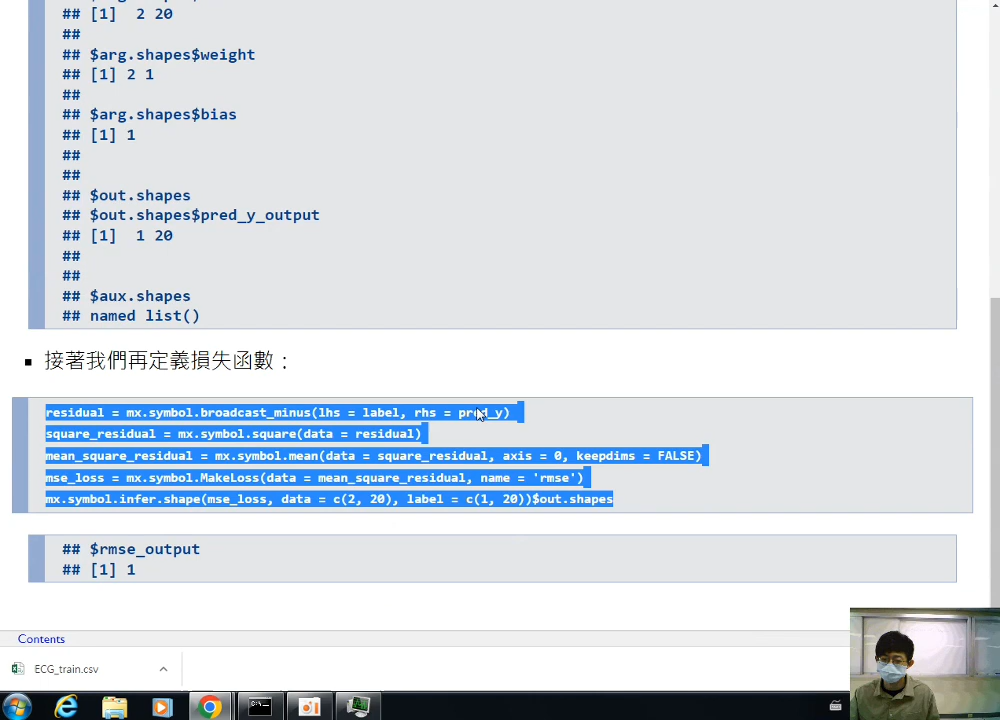 ## [1]  2 20
##
## $arg.shapes$weight
## [1] 2 1
##
## $arg.shapes$bias
## [1] 1
##
##
## $out.shapes
## $out.shapes$pred_y_output
## [1]  1 20
##
##
## $aux.shapes
## named list()
▪ 接著我們再定義損失函數：
residual = mx.symbol.broadcast_minus(lhs = label, rhs = pred_y)
square_residual = mx.symbol.square(data = residual)
mean_square_residual = mx.symbol.mean(data = square_residual, axis = 0, keepdims = FALSE)
mse_loss = mx.symbol.MakeLoss(data = mean_square_residual, name = 'rmse')
mx.symbol.infer.shape(mse_loss, data = c(2, 20), label = c(1, 20))$out.shapes
## $rmse_output
## [1] 1
Contents
ECG_train.csv